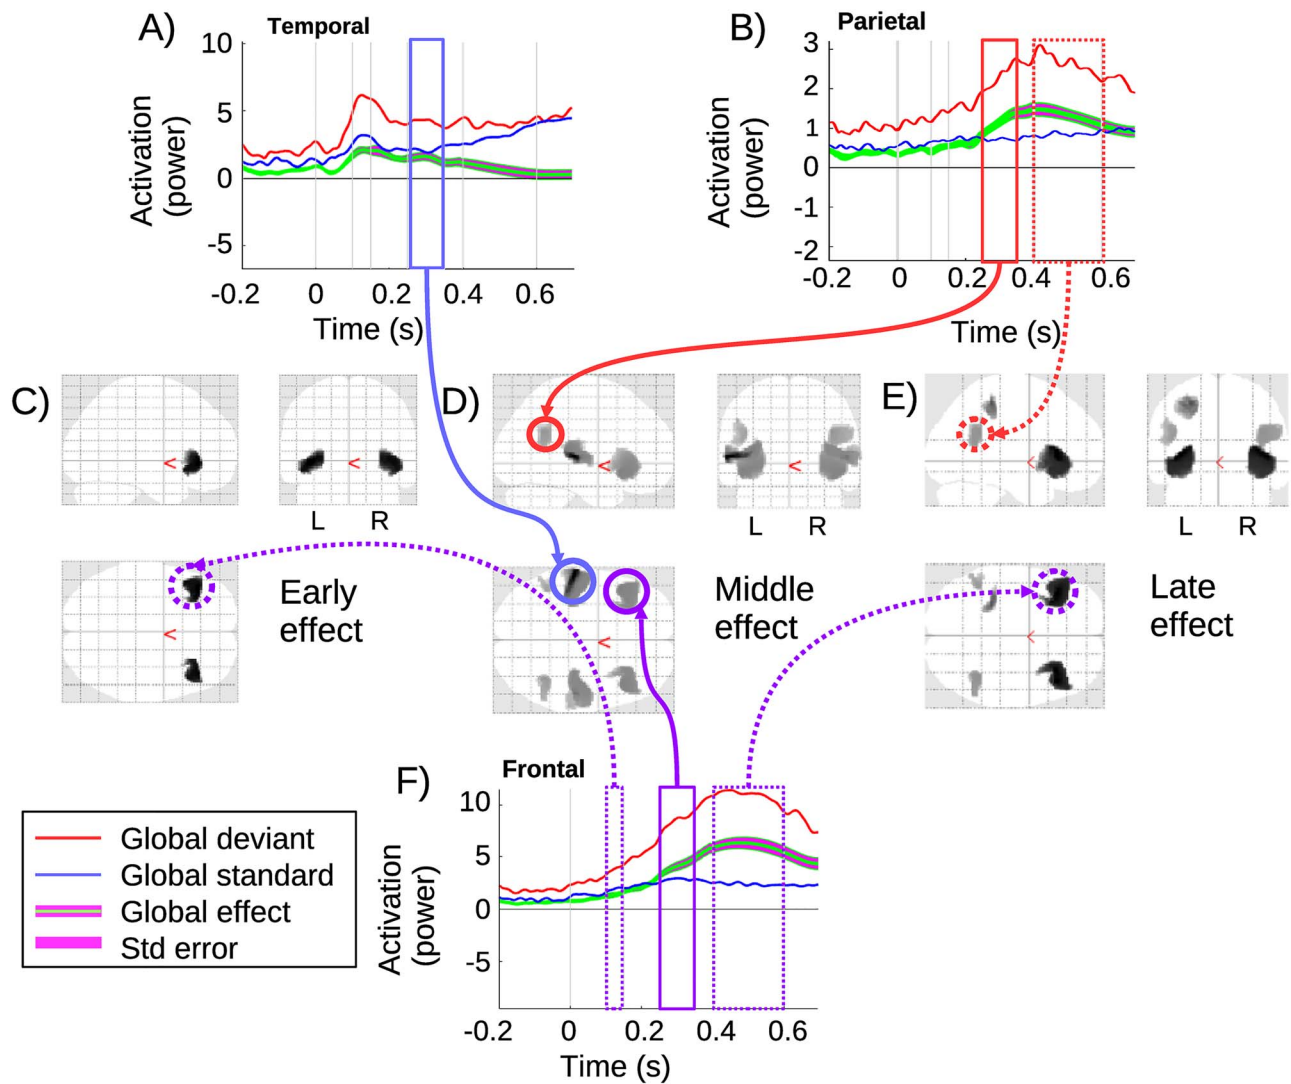 A)
Temporal
10
5
0
-5
Activation
(power)
-0.2 0 0.2 0.4 0.6
Time (s)
B)
Parietal
3
2
1
0
-1
-2
Activation
(power)
-0.2 0 0.2 0.4 0.6
Time (s)
C)
<
<
L R
<
Early
effect
D)
<
<
L R
<
Middle
effect
E)
<
<
L R
<
Late
effect
F)
Frontal
10
5
0
-5
Activation
(power)
-0.2 0 0.2 0.4 0.6
Time (s)
Global deviant
Global standard
Global effect
Std error